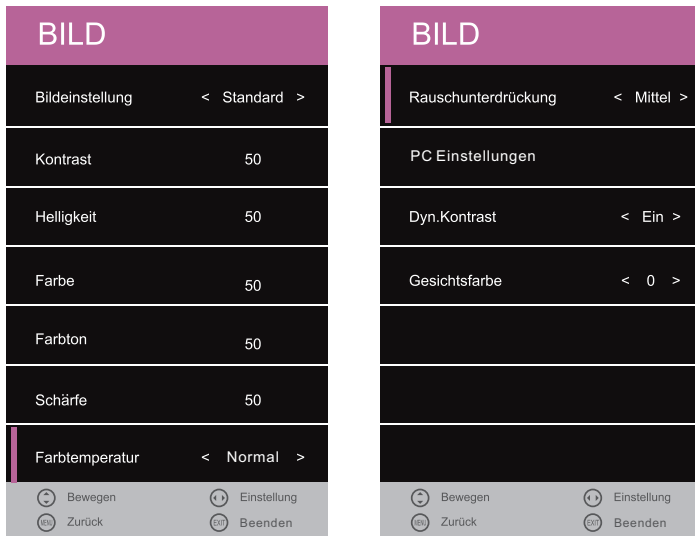 BILD
Bildeinstellung < Standard >
Kontrast 50
Helligkeit 50
Farbe 50
Farbton 50
Schärfe 50
Farbtemperatur < Normal >
Bewegen Einstellung
MENU Zurück EXIT Beenden
BILD
Rauschunterdrückung < Mittel >
PC Einstellungen
Dyn.Kontrast < Ein >
Gesichtsfarbe < 0 >
Bewegen Einstellung
MENU Zurück EXIT Beenden